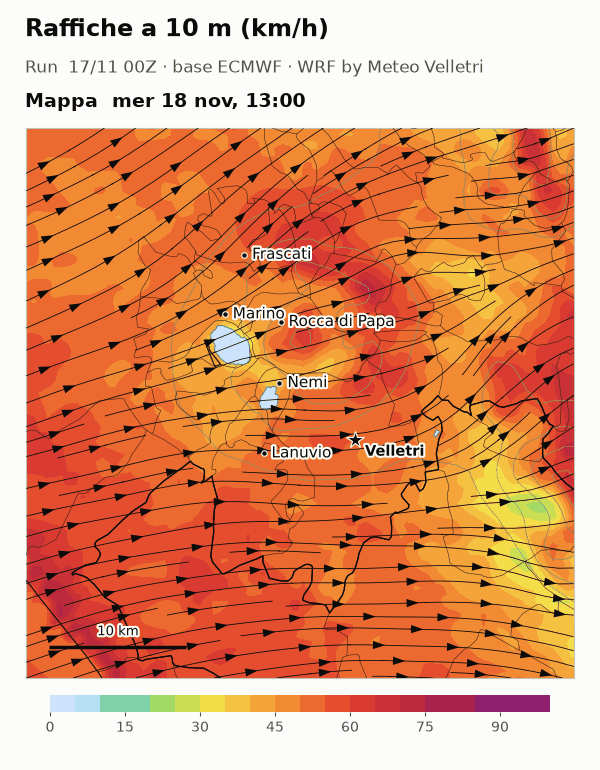 Raffiche a 10 m (km/h)
Run  17/11 00Z · base ECMWF · WRF by Meteo Velletri
Mappa  mer 18 nov, 13:00
Frascati
Marino
Rocca di Papa
Nemi
Velletri
Lanuvio
10 km
0 15 30 45 60 75 90